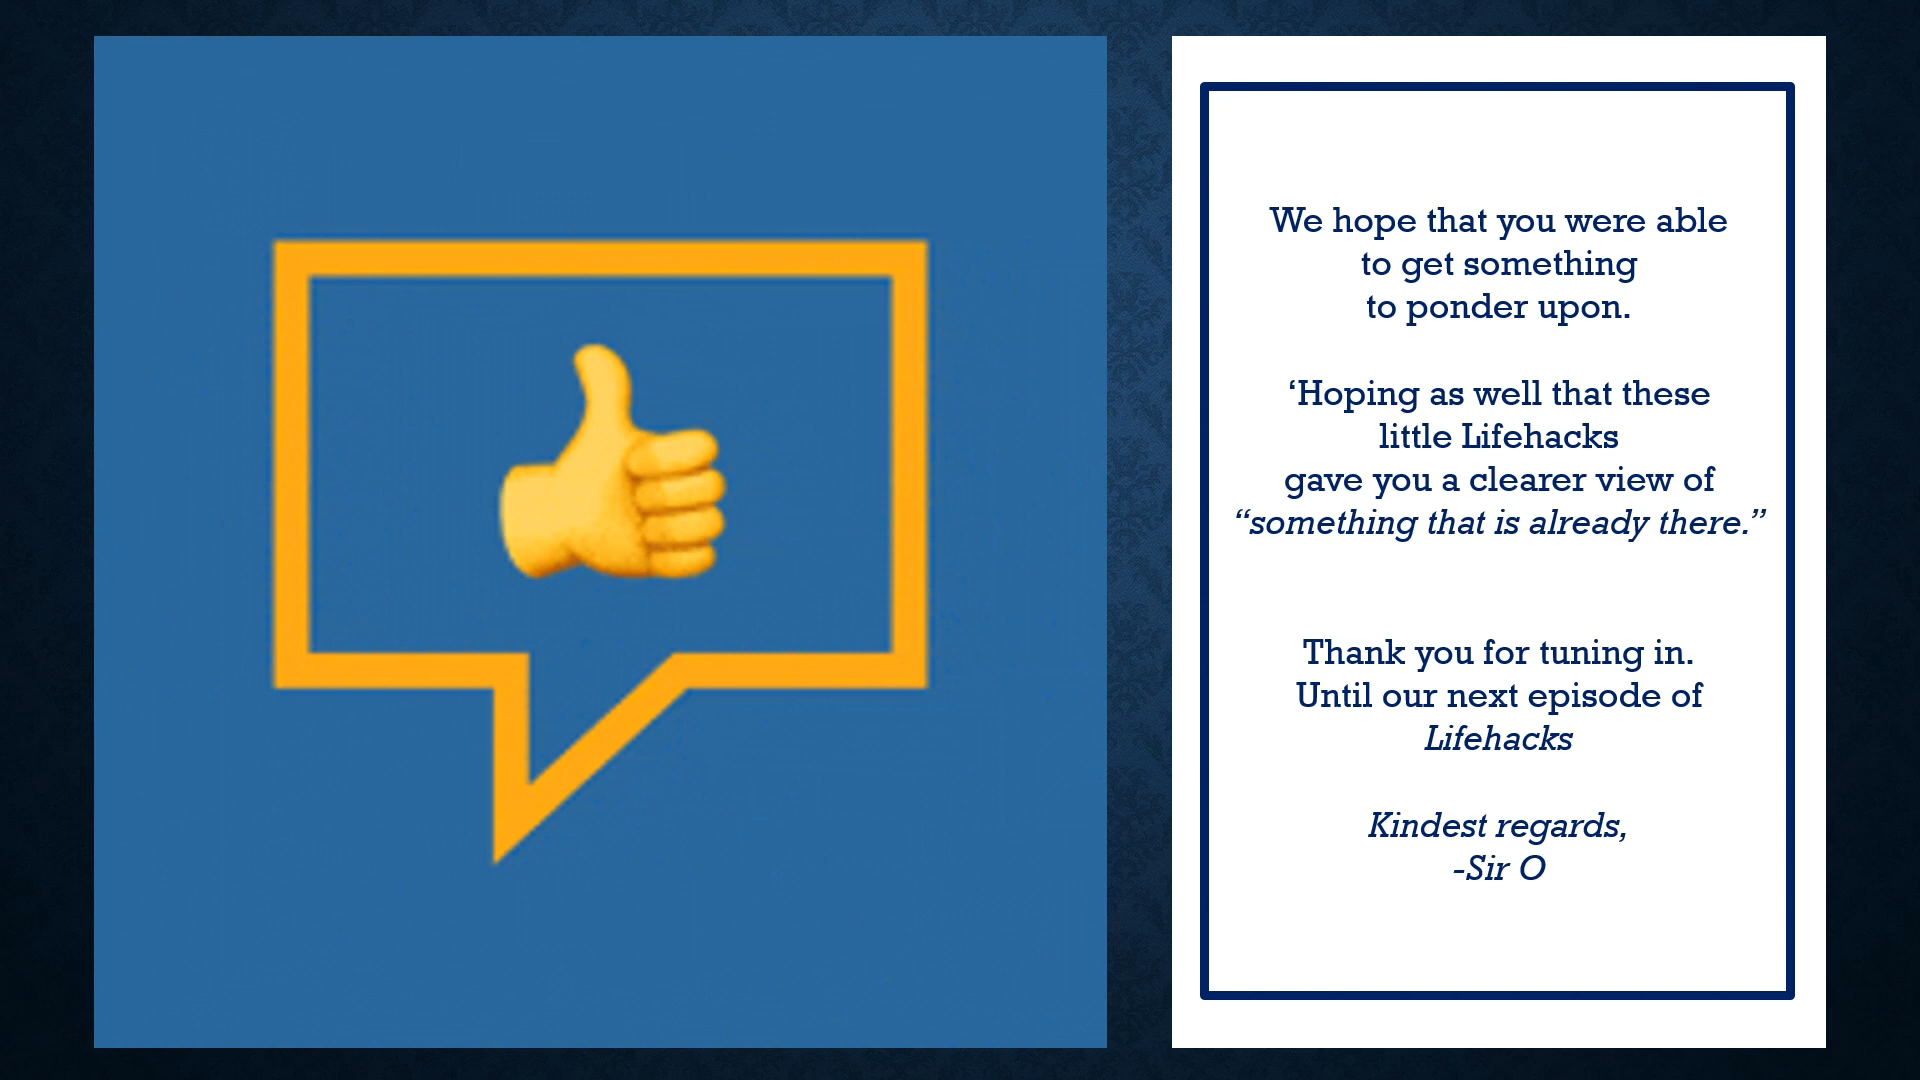 We hope that you were able
to get something
to ponder upon.
‘Hoping as well that these
little Lifehacks
gave you a clearer view of
“something that is already there.”
Thank you for tuning in.
Until our next episode of
Lifehacks
Kindest regards,
-Sir O